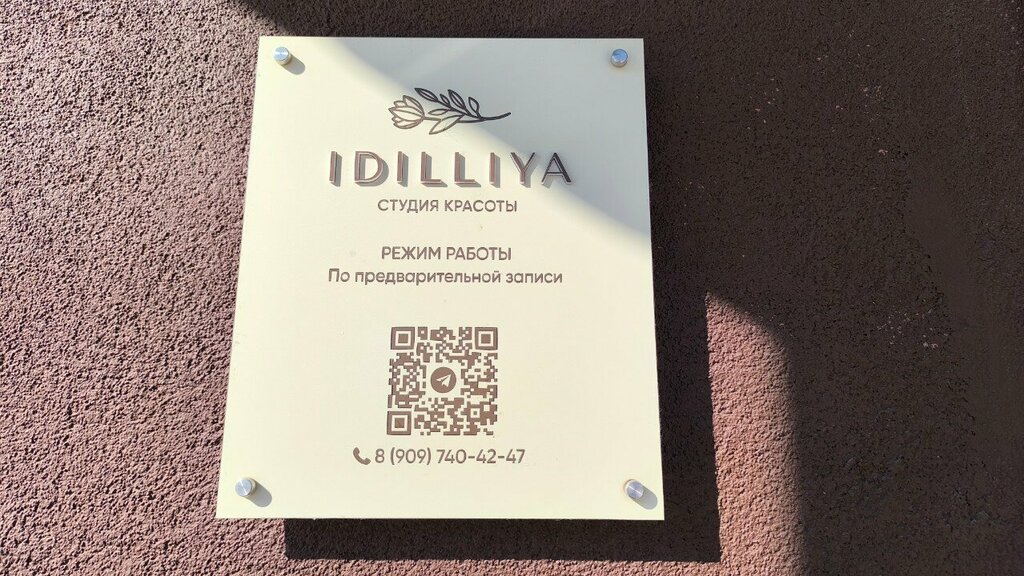 IDILLIYA
СТУДИЯ КРАСОТЫ
РЕЖИМ РАБОТЫ
По предварительной записи
8 (909) 740-42-47